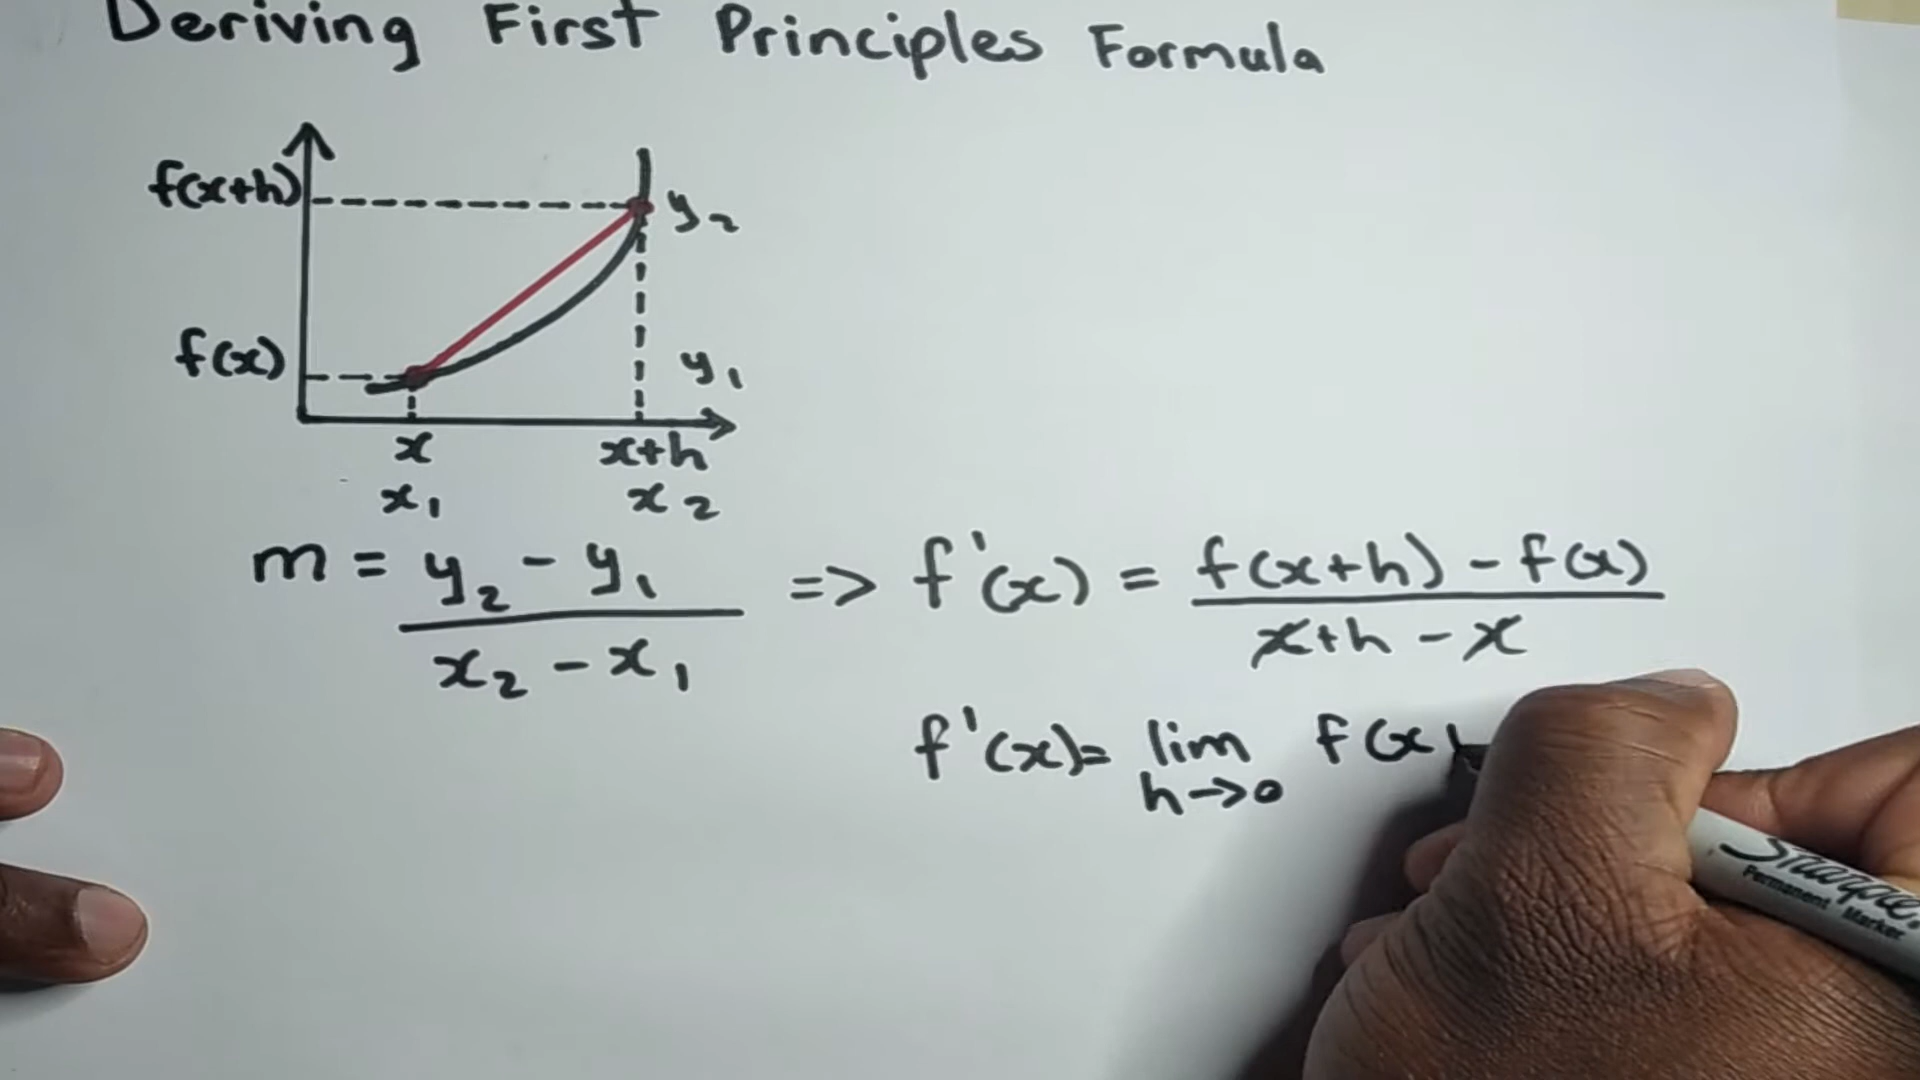 Deriving First Principles Formula
f(x+h)
y₂
f(x)
y₁
x x+h
x₁ x₂
m = y₂ - y₁ => f'(x) = f(x+h) - f(x)
x₂ - x₁ x+h - x
f'(x)= lim f(x
h→0
Sharpie
Permanent Marker